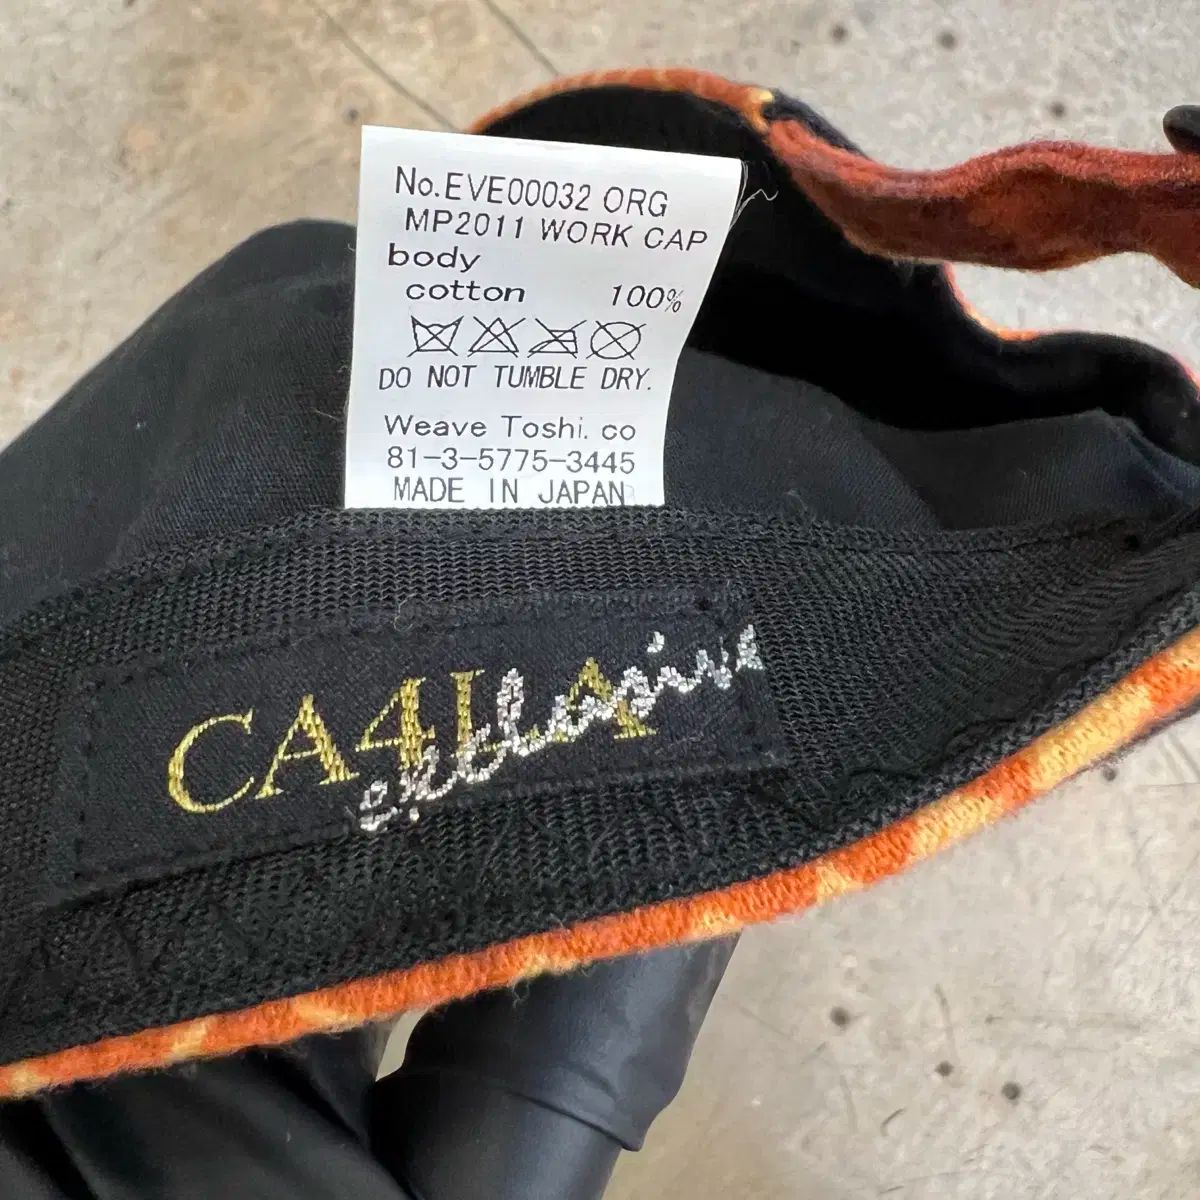 No.EVE00032 ORG
MP2011 WORK CAP
body
cotton 100%
DO NOT TUMBLE DRY.
Weave Toshi. co
81-3-5775-3445
MADE IN JAPAN
CA4LA
exclusive